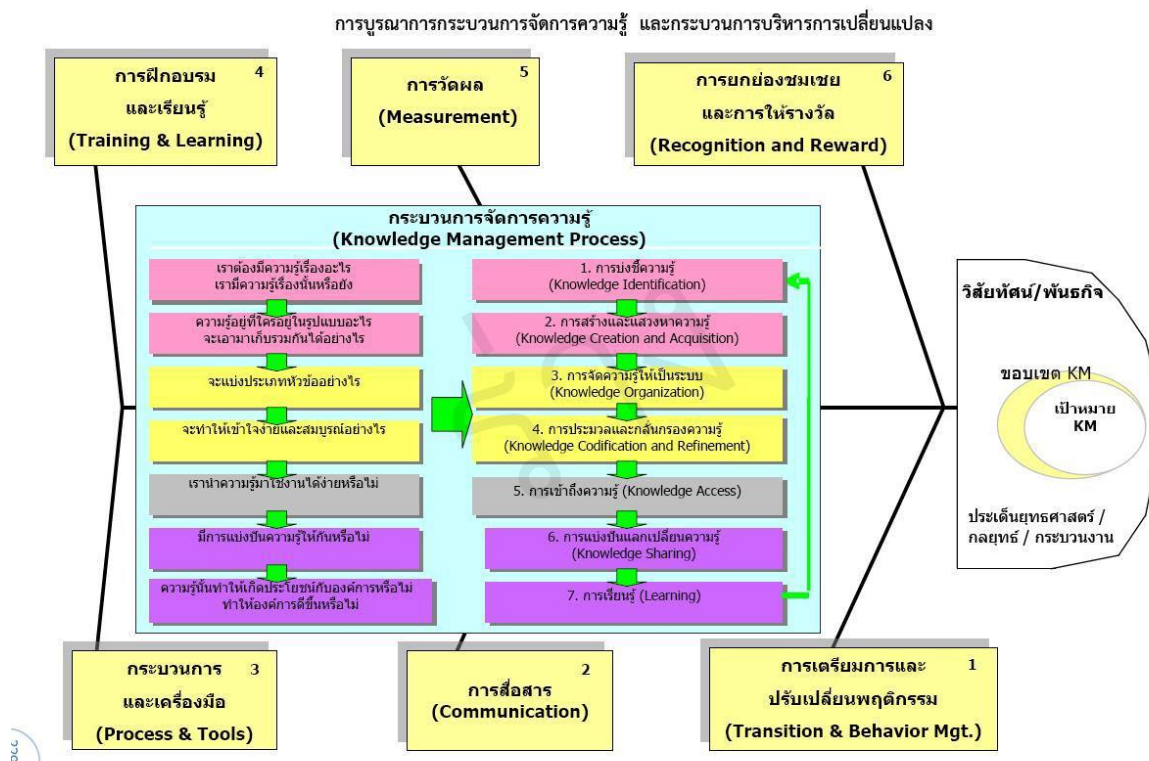 การบูรณาการกระบวนการจัดการความรู้ และกระบวนการบริหารการเปลี่ยนแปลง
การฝึกอบรม 4
และเรียนรู้
(Training & Learning)
การวัดผล 5
(Measurement)
การยกย่องชมเชย 6
และการให้รางวัล
(Recognition and Reward)
กระบวนการจัดการความรู้
(Knowledge Management Process)
เราต้องมีความรู้เรื่องอะไร
เรามีความรู้เรื่องนั้นหรือยัง
ความรู้อยู่ที่ใครอยู่ในรูปแบบอะไร
จะเอามาเก็บรวมกันได้อย่างไร
จะแบ่งประเภทหัวข้ออย่างไร
จะทำให้เข้าใจง่ายและสมบูรณ์อย่างไร
เรานำความรู้มาใช้งานได้ง่ายหรือไม่
มีการแบ่งปันความรู้ให้กันหรือไม่
ความรู้นั้นทำให้เกิดประโยชน์กับองค์การหรือไม่
ทำให้องค์การดีขึ้นหรือไม่
1. การบ่งชี้ความรู้
(Knowledge Identification)
2. การสร้างและแสวงหาความรู้
(Knowledge Creation and Acquisition)
3. การจัดความรู้ให้เป็นระบบ
(Knowledge Organization)
4. การประมวลและกลั่นกรองความรู้
(Knowledge Codification and Refinement)
5. การเข้าถึงความรู้ (Knowledge Access)
6. การแบ่งปันแลกเปลี่ยนความรู้
(Knowledge Sharing)
7. การเรียนรู้ (Learning)
วิสัยทัศน์/พันธกิจ
ขอบเขต KM
เป้าหมาย
KM
ประเด็นยุทธศาสตร์ /
กลยุทธ์ / กระบวนงาน
กระบวนการ 3
และเครื่องมือ
(Process & Tools)
การสื่อสาร 2
(Communication)
การเตรียมการและ 1
ปรับเปลี่ยนพฤติกรรม
(Transition & Behavior Mgt.)